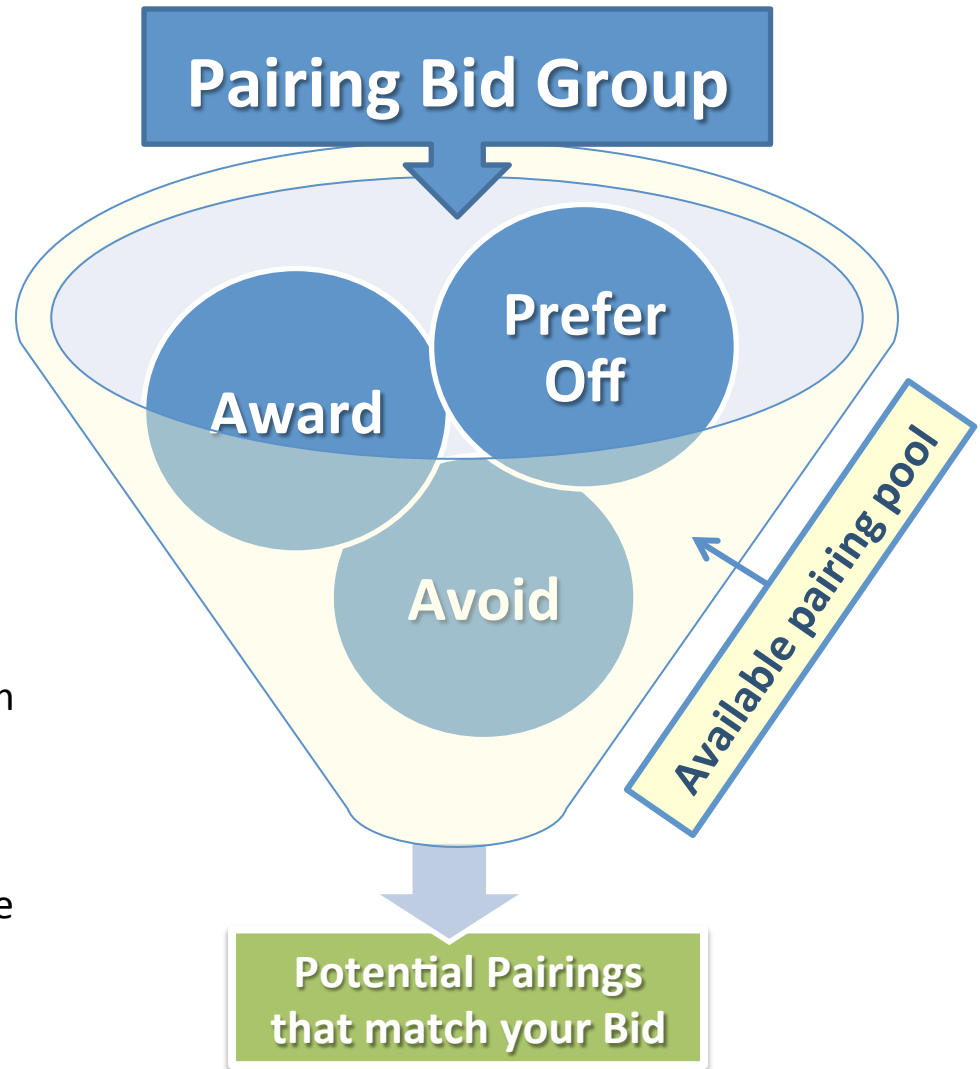 Pairing Bid Group
Prefer
Off
Award
Avoid
Available pairing pool
n
e
Potential Pairings
that match your Bid